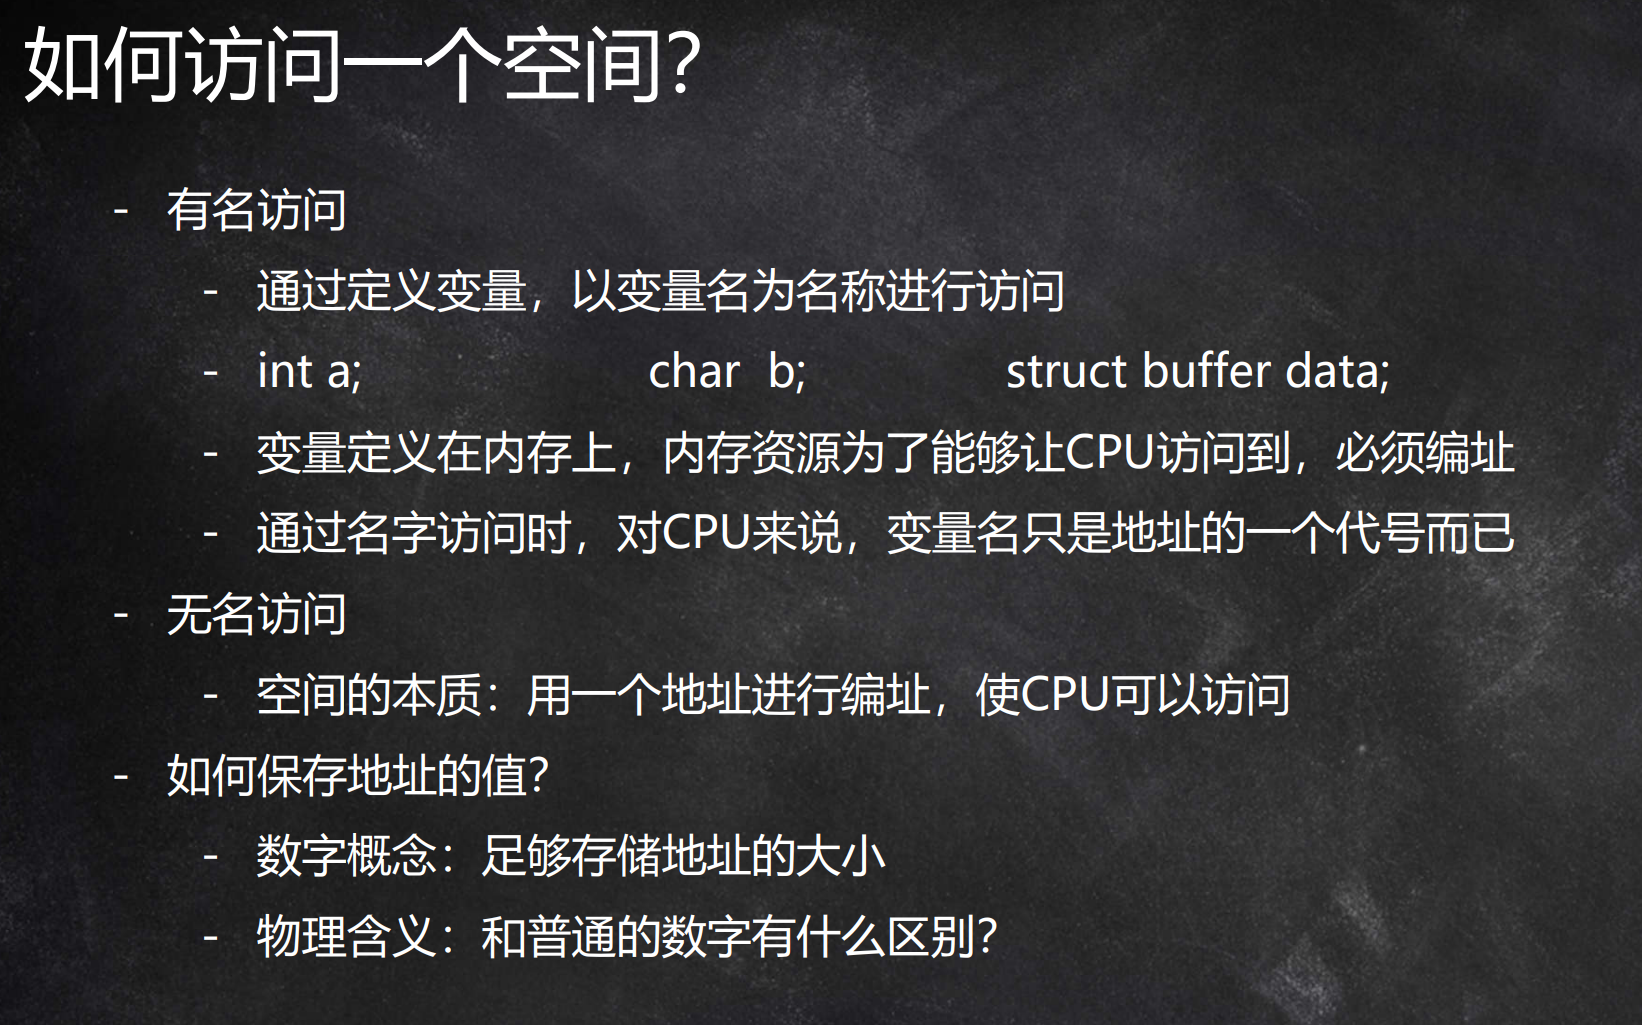 如何访问一个空间？
- 有名访问
- 通过定义变量，以变量名为名称进行访问
- int a; char b; struct buffer data;
- 变量定义在内存上，内存资源为了能够让CPU访问到，必须编址
- 通过名字访问时，对CPU来说，变量名只是地址的一个代号而已
- 无名访问
- 空间的本质：用一个地址进行编址，使CPU可以访问
- 如何保存地址的值？
- 数字概念：足够存储地址的大小
- 物理含义：和普通的数字有什么区别？